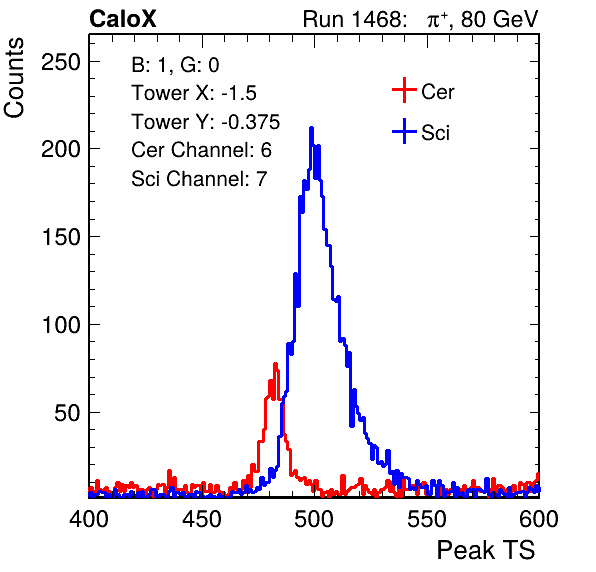 CaloX Run 1468: π+, 80 GeV
Counts
250
200
150
100
50
B: 1, G: 0
Tower X: -1.5
Tower Y: -0.375
Cer Channel: 6
Sci Channel: 7
Cer
Sci
400 450 500 550 600
Peak TS